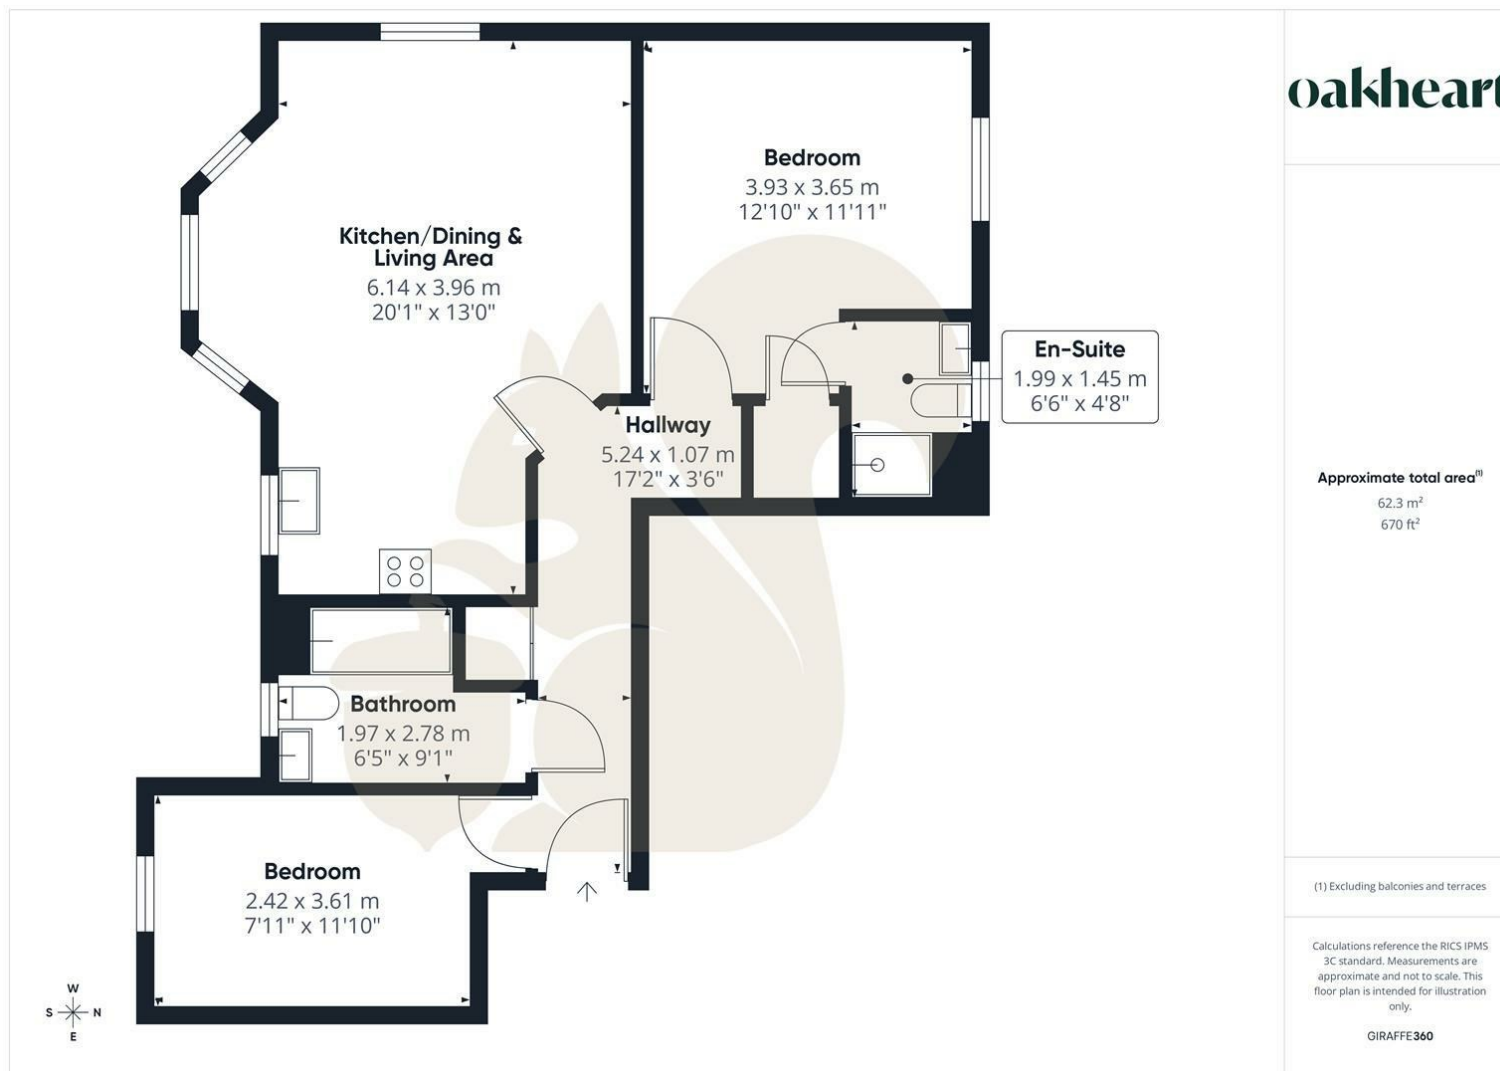 Kitchen/Dining &
Living Area
6.14 x 3.96 m
20'1" x 13'0"
Bedroom
3.93 x 3.65 m
12'10" x 11'11"
En-Suite
1.99 x 1.45 m
6'6" x 4'8"
Hallway
5.24 x 1.07 m
17'2" x 3'6"
Bathroom
1.97 x 2.78 m
6'5" x 9'1"
Bedroom
2.42 x 3.61 m
7'11" x 11'10"
W
S N
E
oakheart
Approximate total area(1)
62.3 m²
670 ft²
(1) Excluding balconies and terraces
Calculations reference the RICS IPMS
3C standard. Measurements are
approximate and not to scale. This
floor plan is intended for illustration
only.
GIRAFFE360